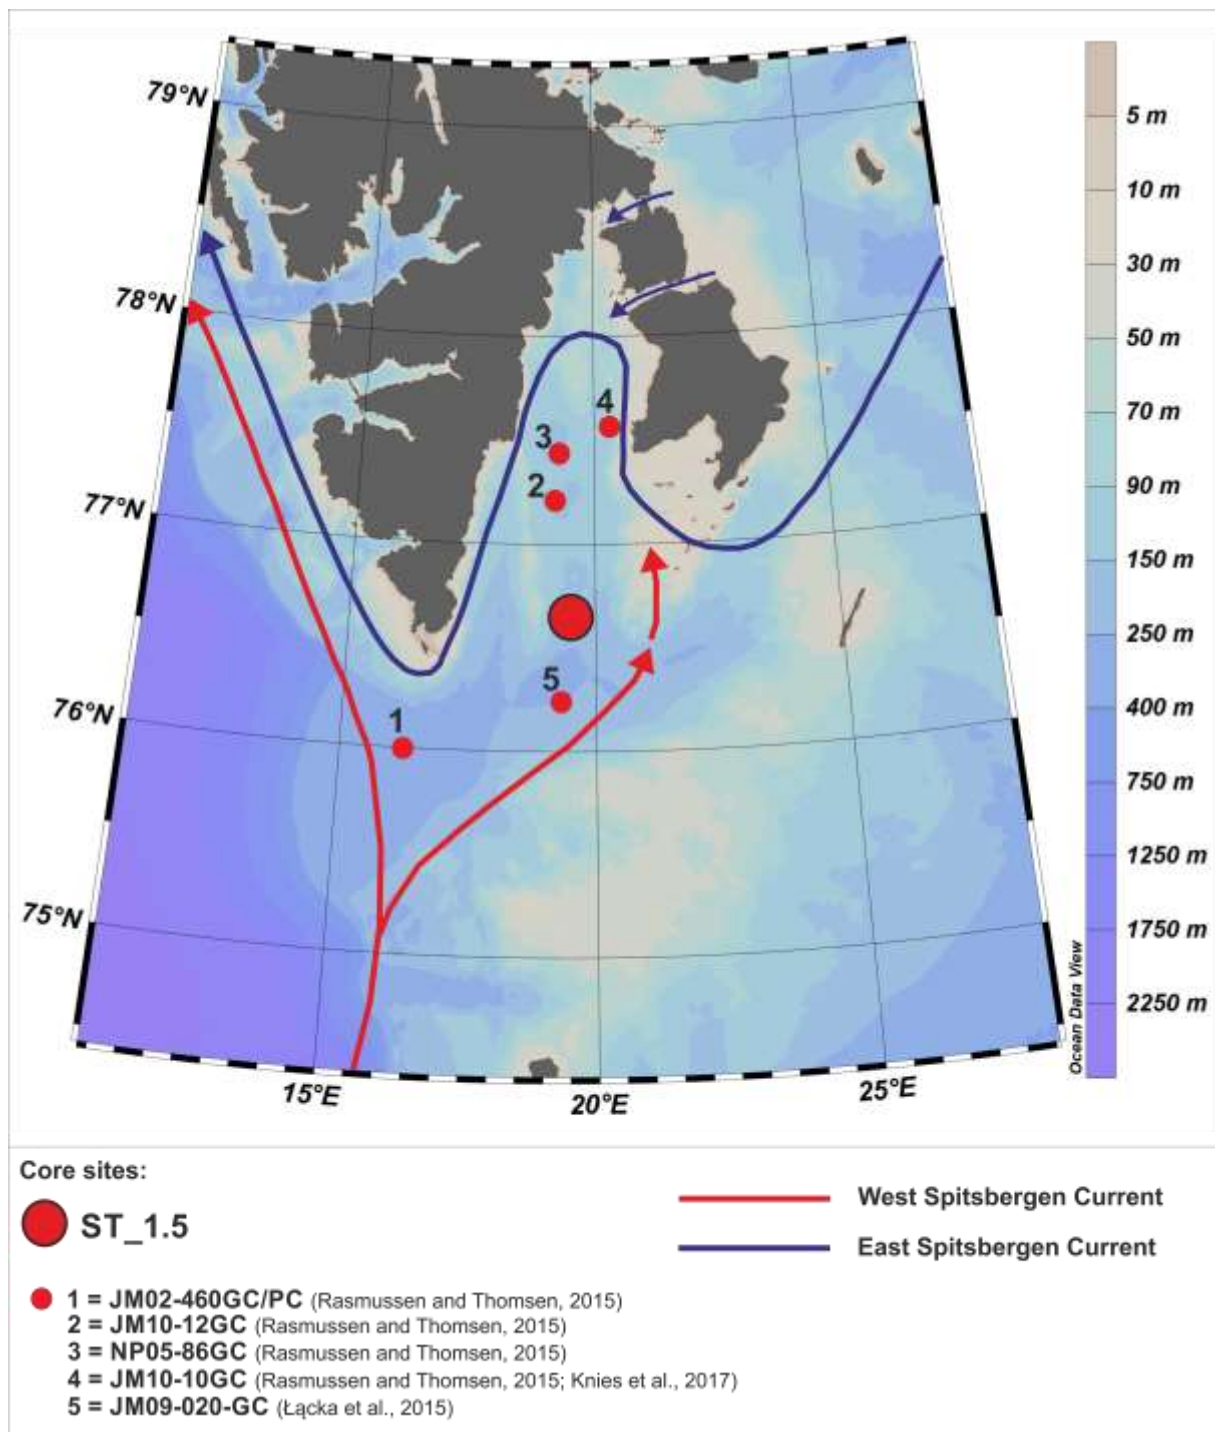 79°N
5 m
10 m
30 m
78°N
50 m
4
70 m
3
2
90 m
77°N
150 m
250 m
5
400 m
76°N
1
750 m
1250 m
75°N
1750 m
2250 m
Ocean Data View
15°E
20°E
25°E
Core sites:
ST_1.5
West Spitsbergen Current
East Spitsbergen Current
1 = JM02-460GC/PC (Rasmussen and Thomsen, 2015)
2 = JM10-12GC (Rasmussen and Thomsen, 2015)
3 = NP05-86GC (Rasmussen and Thomsen, 2015)
4 = JM10-10GC (Rasmussen and Thomsen, 2015; Knies et al., 2017)
5 = JM09-020-GC (Łącka et al., 2015)